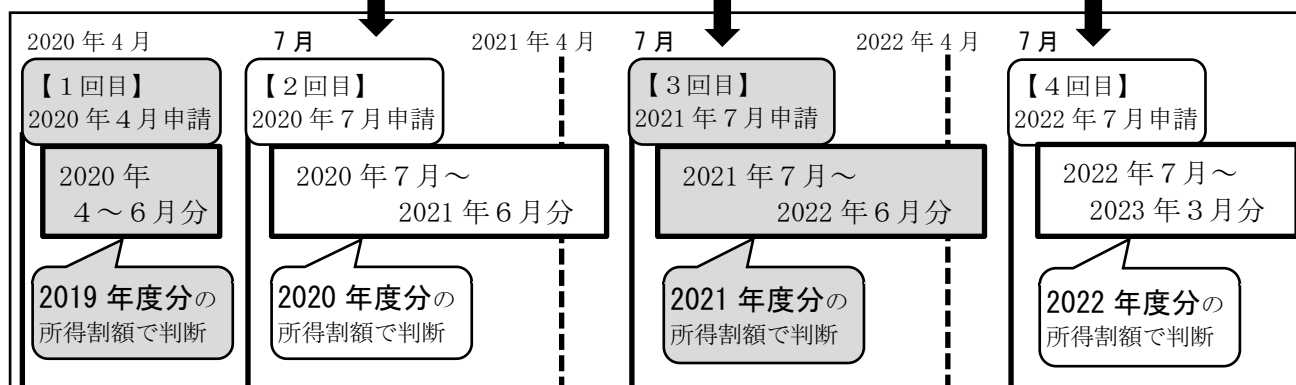 2020年4月
7月
2021年4月
7月
2022年4月
7月
【1回目】
2020年4月申請
【2回目】
2020年7月申請
【3回目】
2021年7月申請
【4回目】
2022年7月申請
2020年
4～6月分
2020年7月～
2021年6月分
2021年7月～
2022年6月分
2022年7月～
2023年3月分
2019年度分の
所得割額で判断
2020年度分の
所得割額で判断
2021年度分の
所得割額で判断
2022年度分の
所得割額で判断